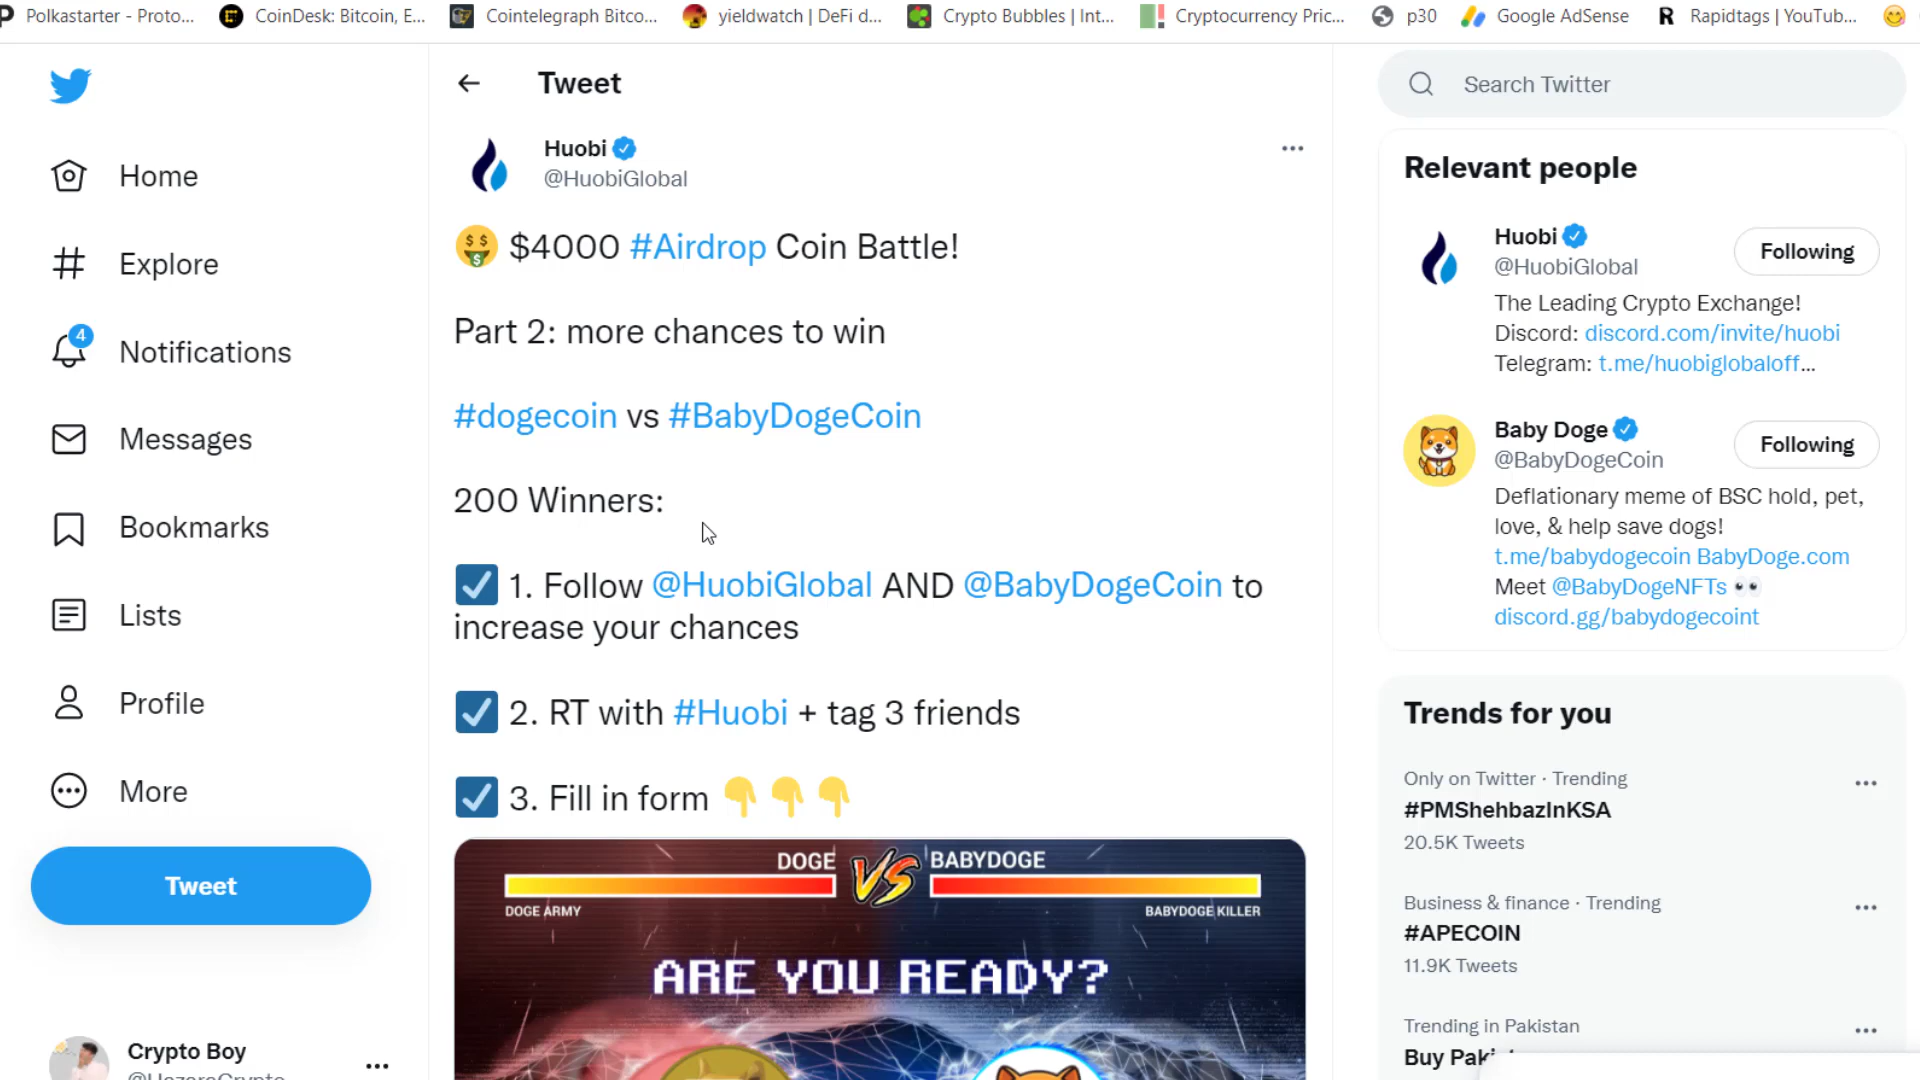 Polkastarter - Proto...
CoinDesk: Bitcoin, E...
Cointelegraph Bitco...
yieldwatch | DeFi d...
Crypto Bubbles | Int...
Cryptocurrency Pric...
p30
Google AdSense
Rapidtags | YouTub...
Home
Explore
4
Notifications
Messages
Bookmarks
Lists
Profile
More
Tweet
Crypto Boy
@HazaraCrypto
Tweet
Huobi
@HuobiGlobal
$4000 #Airdrop Coin Battle!
Part 2: more chances to win
#dogecoin vs #BabyDogeCoin
200 Winners:
1. Follow @HuobiGlobal AND @BabyDogeCoin to
increase your chances
2. RT with #Huobi + tag 3 friends
3. Fill in form
DOGE VS BABYDOGE
DOGE ARMY
BABYDOGE KILLER
ARE YOU READY?
Search Twitter
Relevant people
Huobi
@HuobiGlobal
Following
The Leading Crypto Exchange!
Discord: discord.com/invite/huobi
Telegram: t.me/huobiglobaloff...
Baby Doge
@BabyDogeCoin
Following
Deflationary meme of BSC hold, pet,
love, & help save dogs!
t.me/babydogecoin BabyDoge.com
Meet @BabyDogeNFTs
discord.gg/babydogecoint
Trends for you
Only on Twitter · Trending
#PMShehbazInKSA
20.5K Tweets
Business & finance · Trending
#APECOIN
11.9K Tweets
Trending in Pakistan
Buy